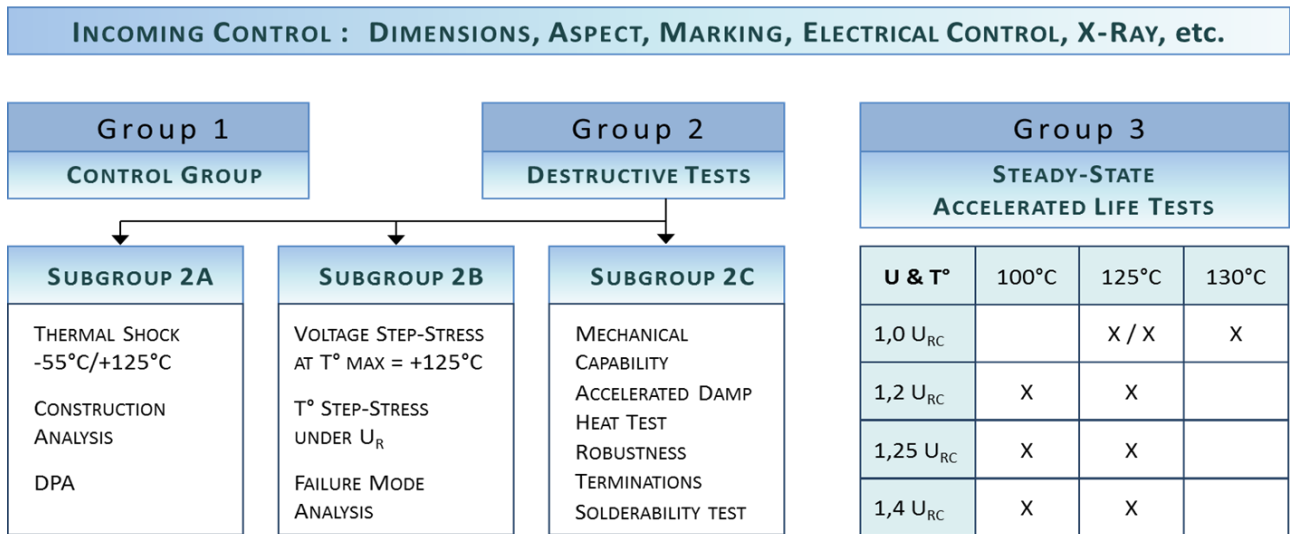 INCOMING CONTROL : DIMENSIONS, ASPECT, MARKING, ELECTRICAL CONTROL, X-RAY, etc.
Group 1
CONTROL GROUP
Group 2
DESTRUCTIVE TESTS
SUBGROUP 2A
THERMAL SHOCK
-55°C/+125°C
CONSTRUCTION
ANALYSIS
DPA
SUBGROUP 2B
VOLTAGE STEP-STRESS
AT T° MAX = +125°C
T° STEP-STRESS
UNDER UR
FAILURE MODE
ANALYSIS
SUBGROUP 2C
MECHANICAL
CAPABILITY
ACCELERATED DAMP
HEAT TEST
ROBUSTNESS
TERMINATIONS
SOLDERABILITY TEST
Group 3
STEADY-STATE
ACCELERATED LIFE TESTS
U & T° 100°C 125°C 130°C
1,0 URC X / X X
1,2 URC X X
1,25 URC X X
1,4 URC X X